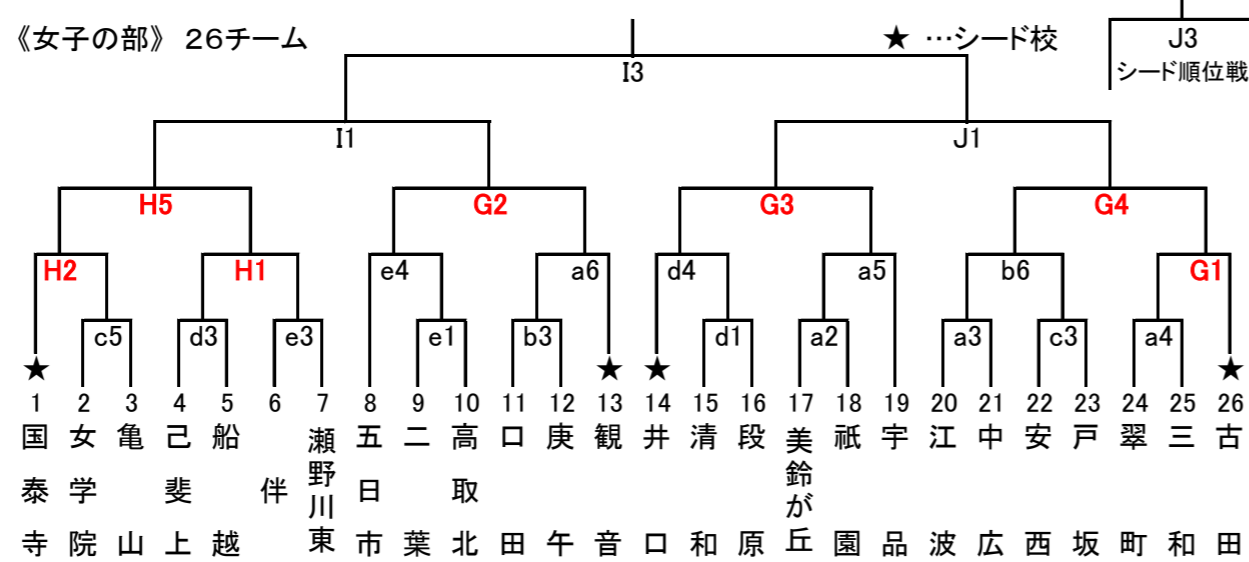 《女子の部》 26チーム
★ …シード校
J3
シード順位戦
I3
I1
J1
H5
G2
G3
G4
H2
H1
e4
a6
d4
a5
b6
G1
c5
d3
e3
e1
b3
d1
a2
a3
c3
a4
★ ★ ★ ★
1 2 3 4 5 6 7 8 9 10 11 12 13 14 15 16 17 18 19 20 21 22 23 24 25 26
国泰寺
女学院
亀山
己斐上
船越
伴
瀬野川東
五日市
二葉
高取北
口田
庚午
観音
井口
清和
段原
美鈴が丘
祇園
宇品
江波
中広
安西
戸坂
翠町
三和
古田